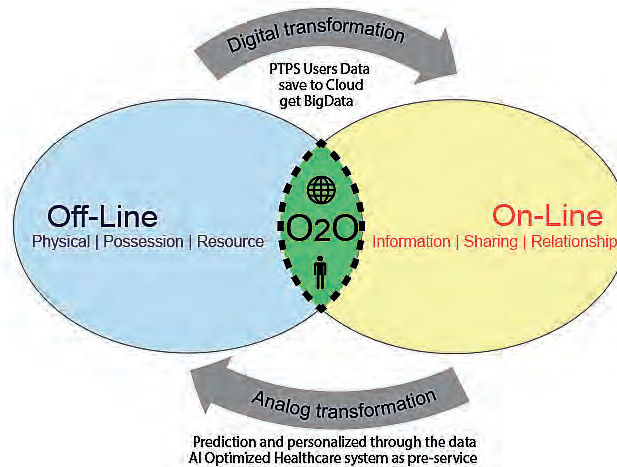 Digital transformation
PTPS Users Data
save to Cloud
get BigData
Off-Line
Physical | Possession | Resource
O2O
On-Line
Information | Sharing | Relationship
Analog transformation
Prediction and personalized through the data
AI Optimized Healthcare system as pre-service